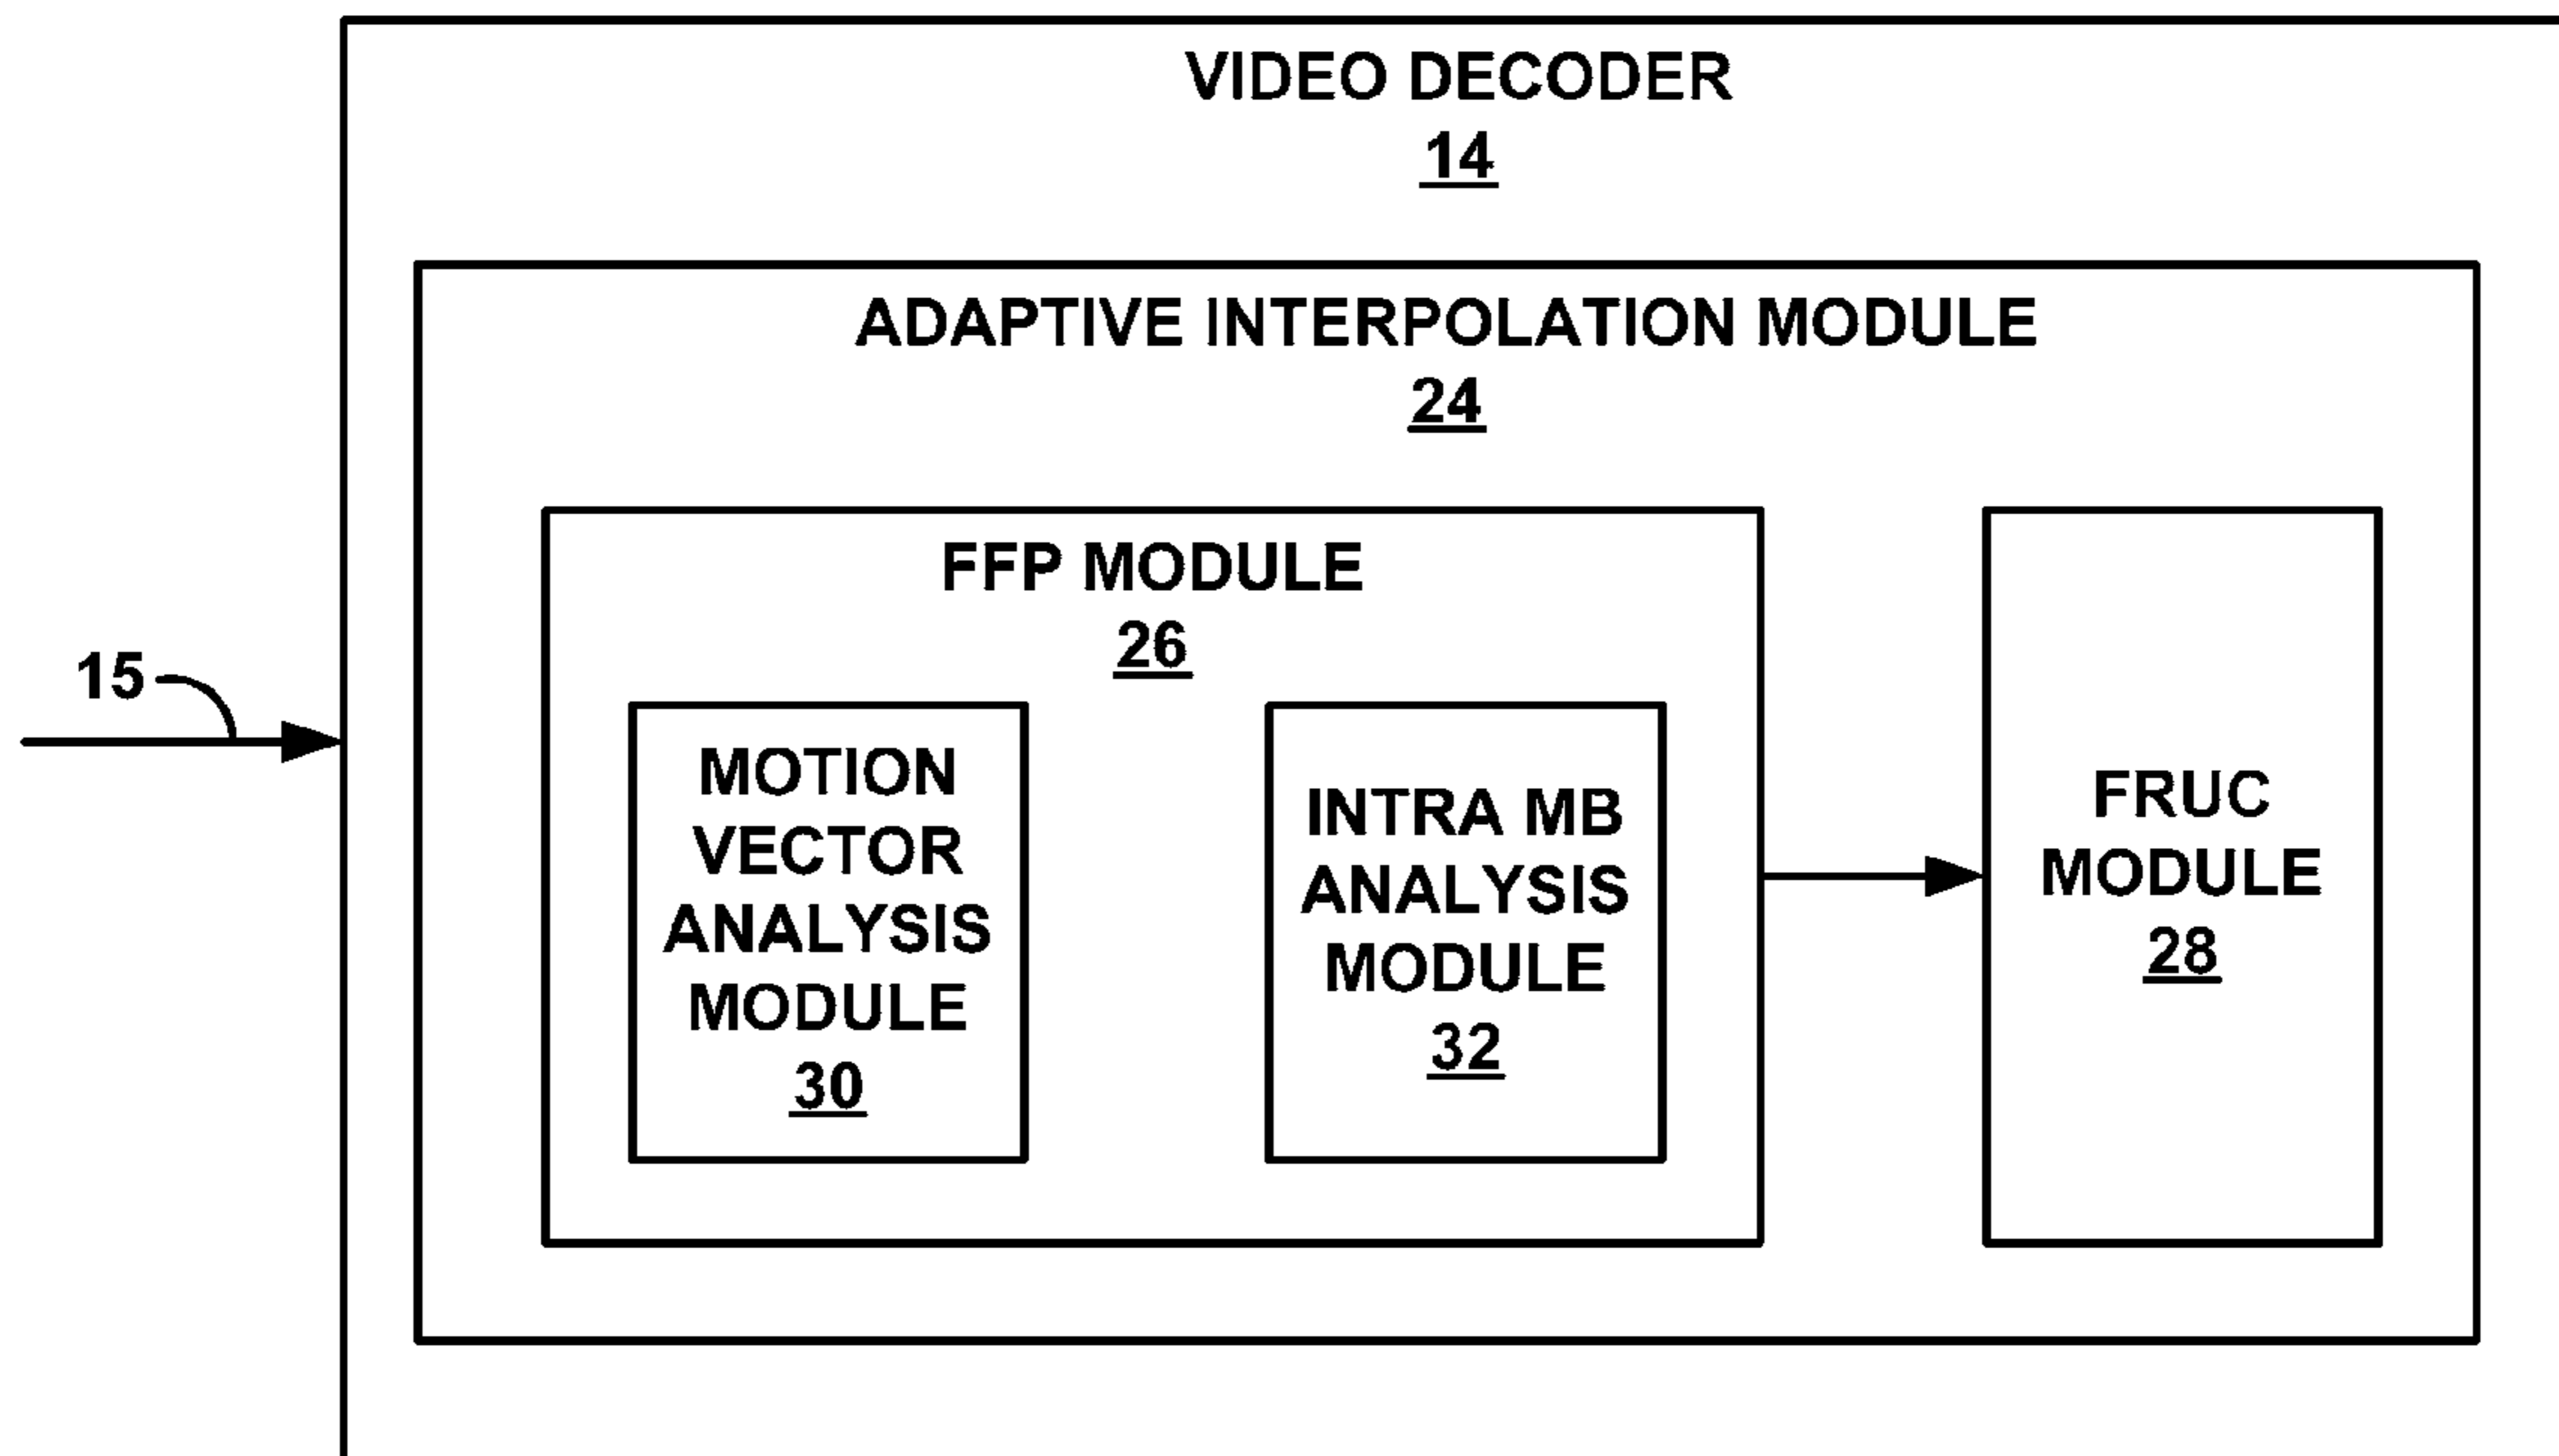 VIDEO DECODER
14
ADAPTIVE INTERPOLATION MODULE
24
FFP MODULE
26
15
MOTION
VECTOR
ANALYSIS
MODULE
30
INTRA MB
ANALYSIS
MODULE
32
FRUC
MODULE
28